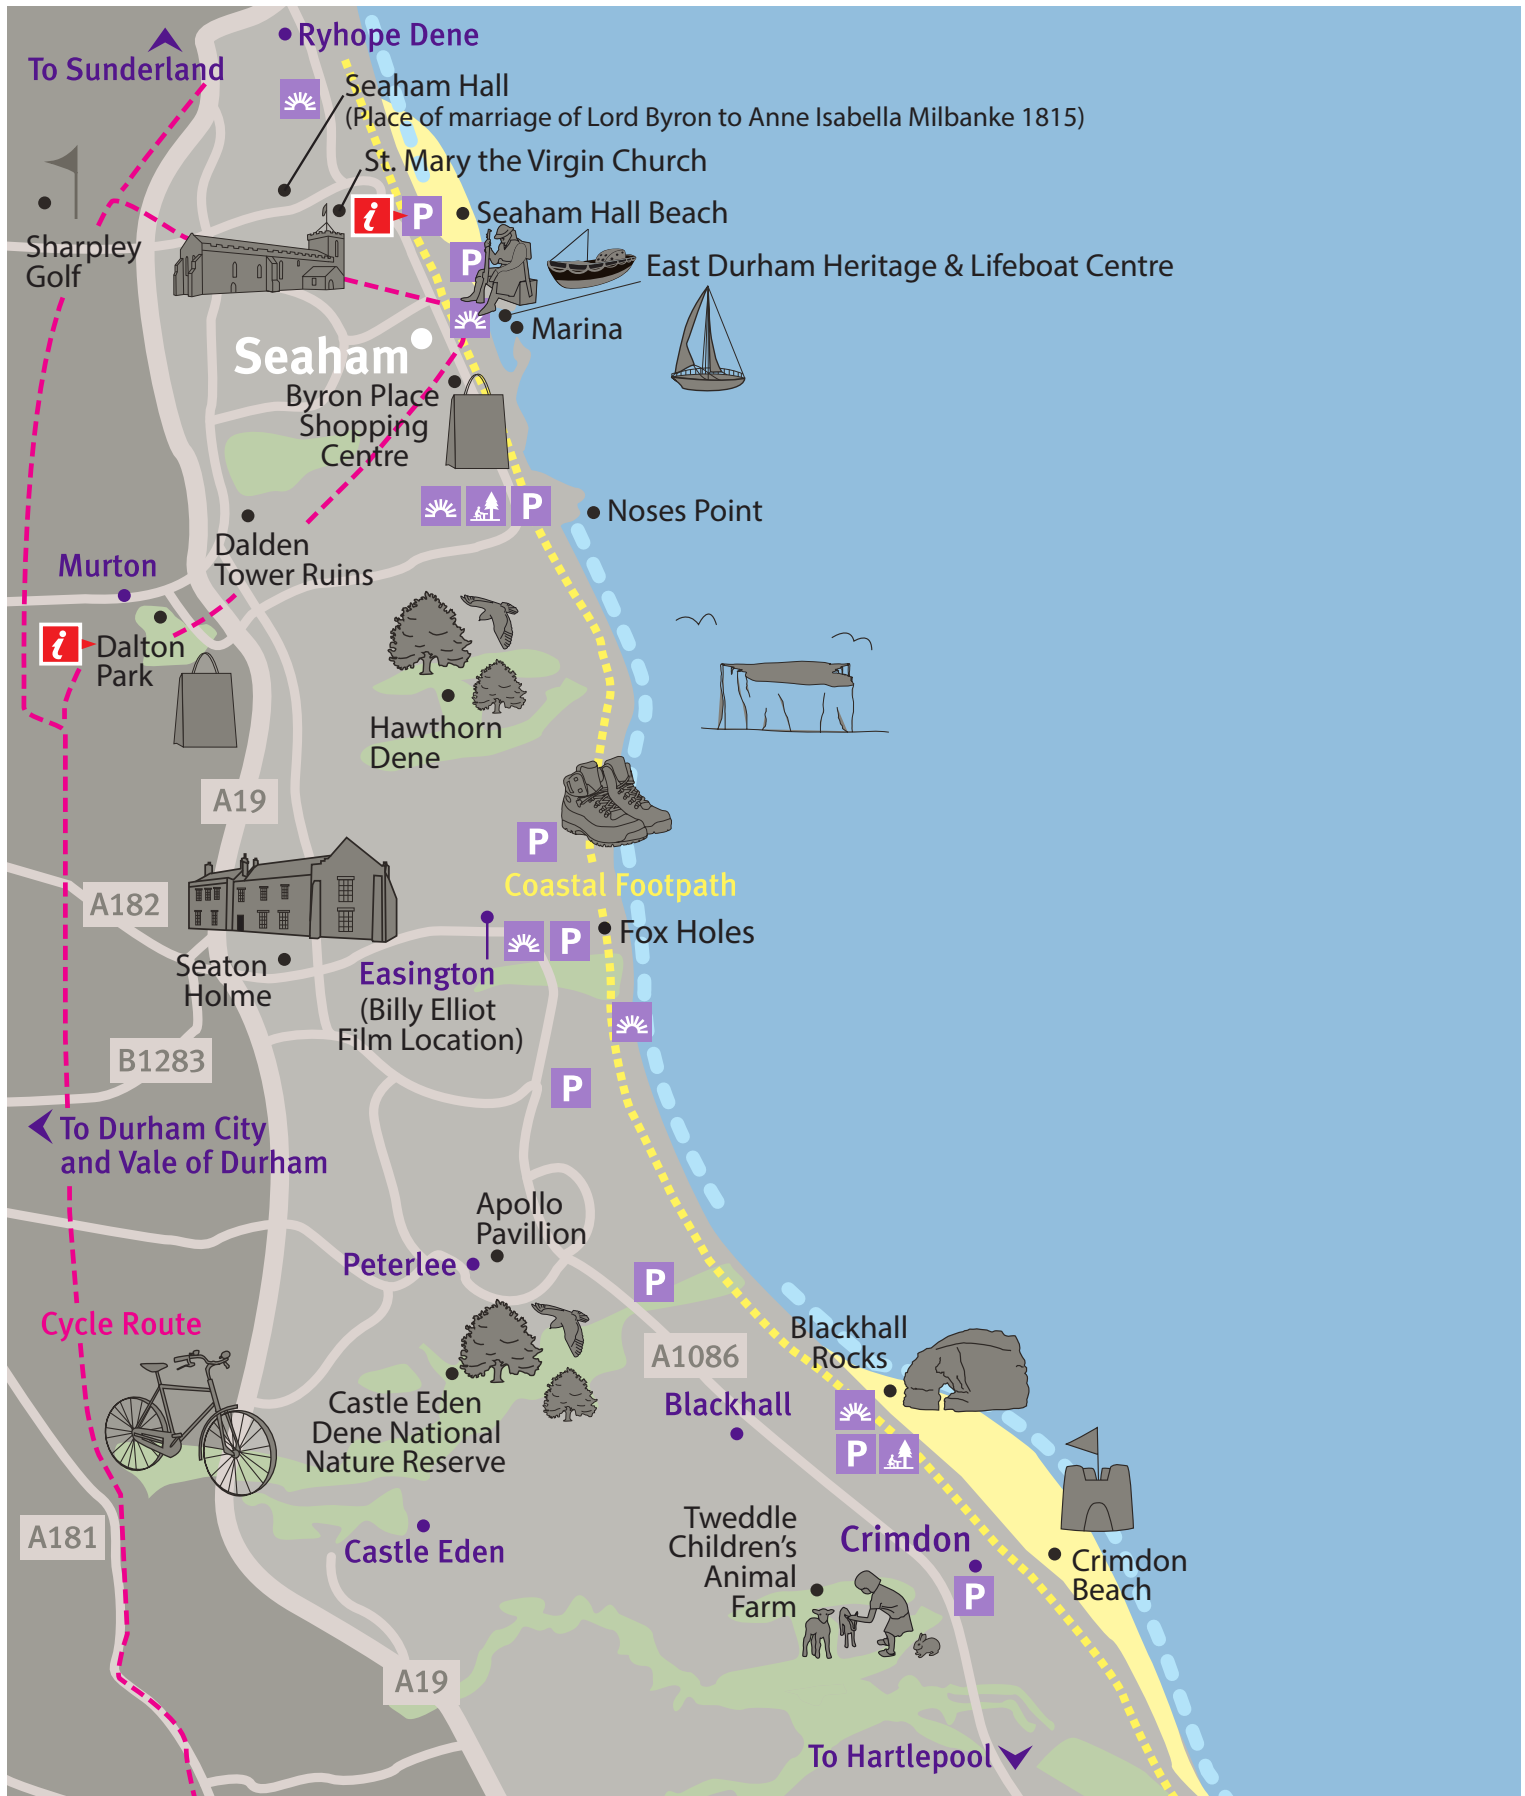 Ryhope Dene
To Sunderland
Seaham Hall
(Place of marriage of Lord Byron to Anne Isabella Milbanke 1815)
St. Mary the Virgin Church
i
P
Seaham Hall Beach
Sharpley
Golf
P
East Durham Heritage & Lifeboat Centre
Marina
Seaham
Byron Place
Shopping
Centre
P
Noses Point
Dalden
Tower Ruins
Murton
i
Dalton
Park
Hawthorn
Dene
A19
P
Coastal Footpath
A182
P
Fox Holes
Seaton
Holme
Easington
(Billy Elliot
Film Location)
B1283
P
To Durham City
and Vale of Durham
Apollo
Pavillion
Peterlee
P
Cycle Route
Blackhall
Rocks
A1086
Castle Eden
Dene National
Nature Reserve
Blackhall
P
A181
Castle Eden
Tweddle
Children's
Animal
Farm
Crimdon
P
Crimdon
Beach
A19
To Hartlepool